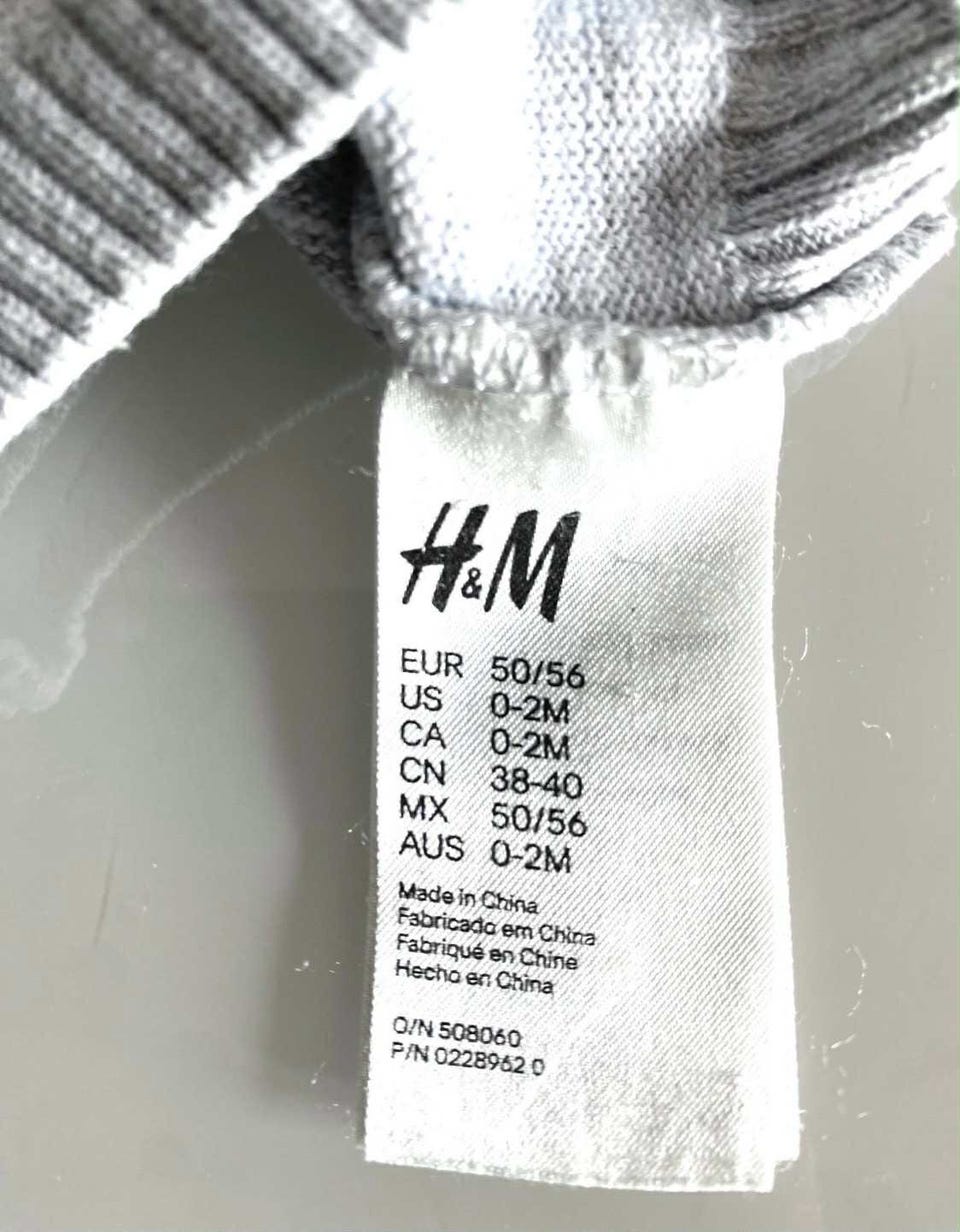 H&M
EUR 50/56
US 0-2M
CA 0-2M
CN 38-40
MX 50/56
AUS 0-2M
Made in China
Fabricado em China
Fabriqué en Chine
Hecho en China
O/N 508060
P/N 0228962 0